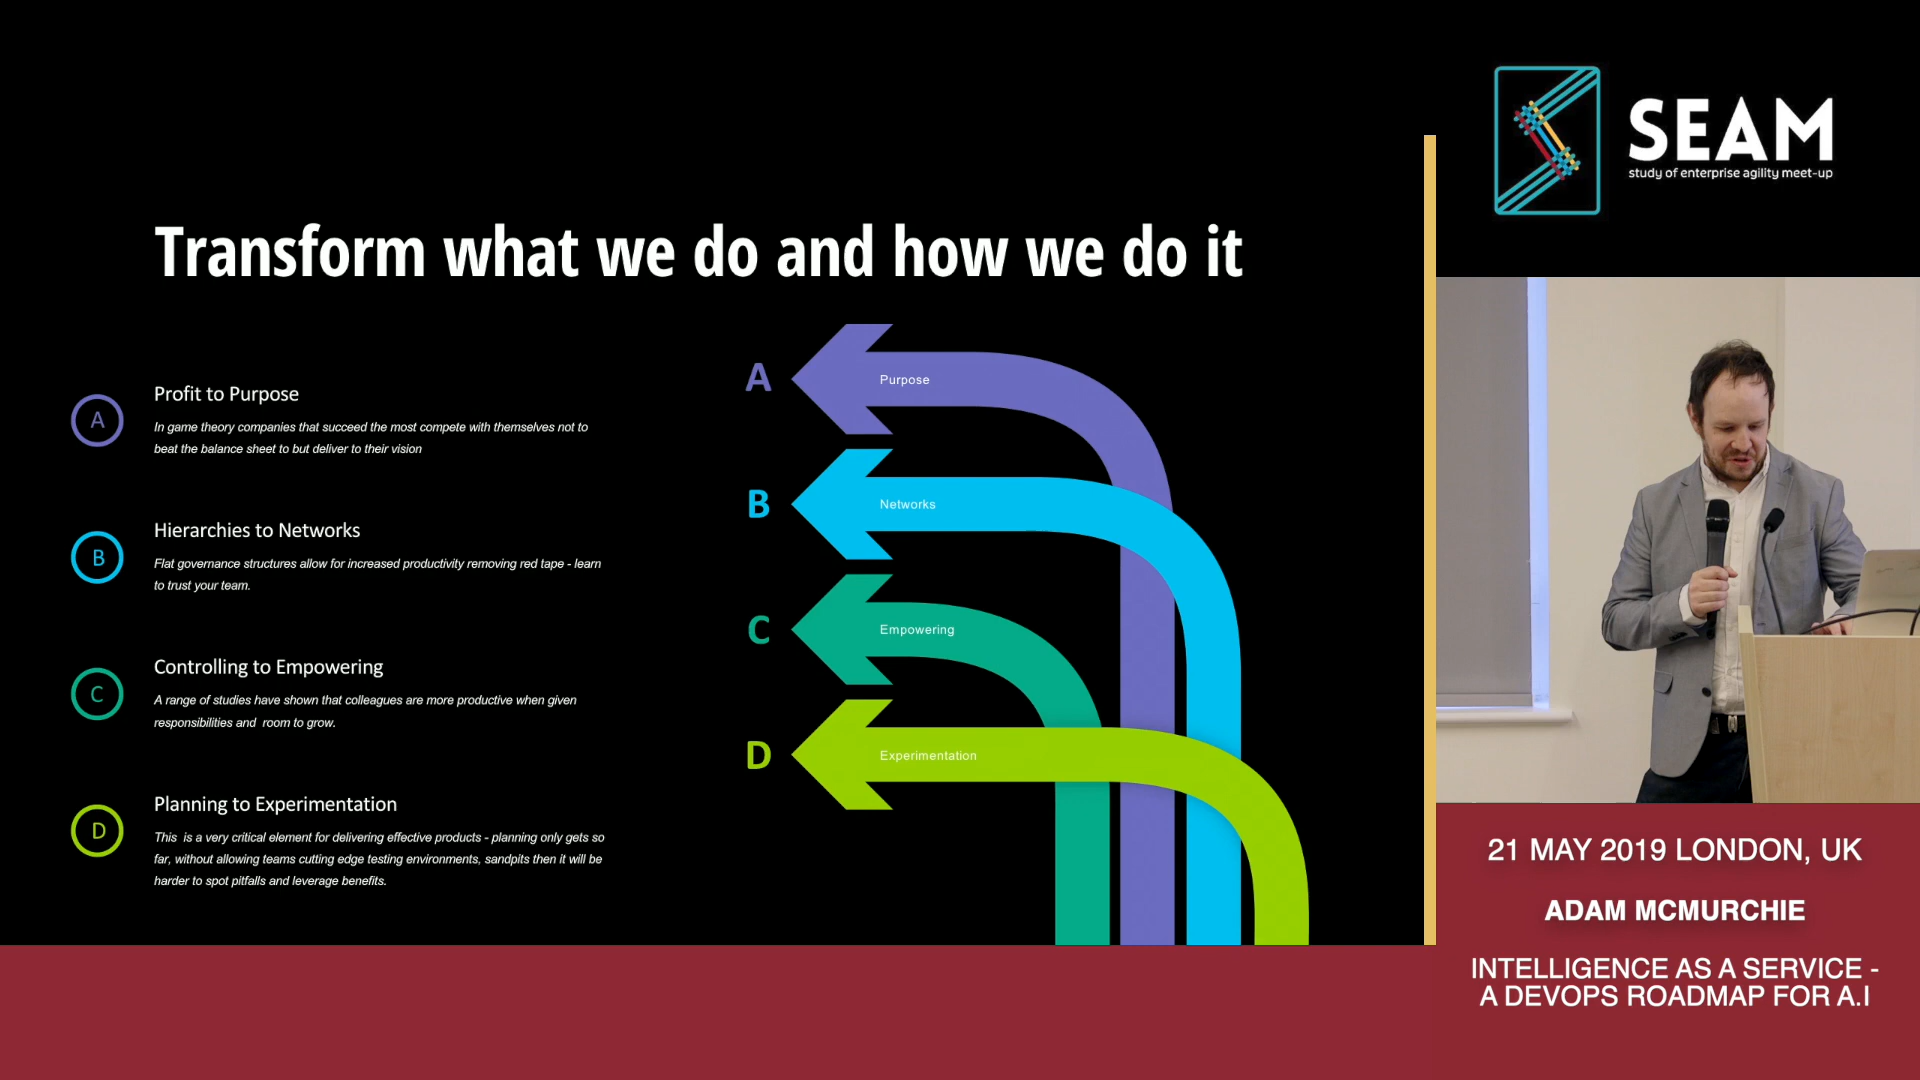 Transform what we do and how we do it
A
Profit to Purpose
In game theory companies that succeed the most compete with themselves not to
beat the balance sheet to but deliver to their vision
B
Hierarchies to Networks
Flat governance structures allow for increased productivity removing red tape - learn
to trust your team.
C
Controlling to Empowering
A range of studies have shown that colleagues are more productive when given
responsibilities and  room to grow.
D
Planning to Experimentation
This  is a very critical element for delivering effective products - planning only gets so
far, without allowing teams cutting edge testing environments, sandpits then it will be
harder to spot pitfalls and leverage benefits.
A
Purpose
B
Networks
C
Empowering
D
Experimentation
SEAM
study of enterprise agility meet-up
21 MAY 2019 LONDON, UK
ADAM MCMURCHIE
INTELLIGENCE AS A SERVICE -
A DEVOPS ROADMAP FOR A.I